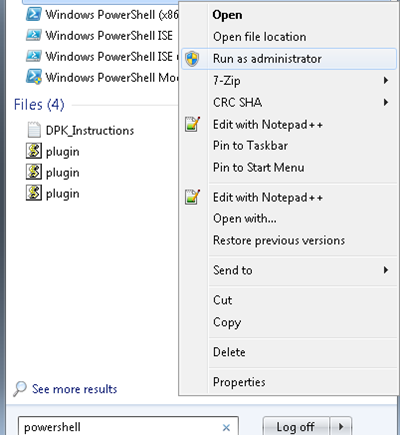 Windows PowerShell (x86
Windows PowerShell ISE
Windows PowerShell ISE (
Windows PowerShell Mod
Files (4)
DPK_Instructions
plugin
plugin
plugin
See more results
powershell
Log off
Open
Open file location
Run as administrator
7-Zip
CRC SHA
Edit with Notepad++
Pin to Taskbar
Pin to Start Menu
Edit with Notepad++
Open with...
Restore previous versions
Send to
Cut
Copy
Delete
Properties